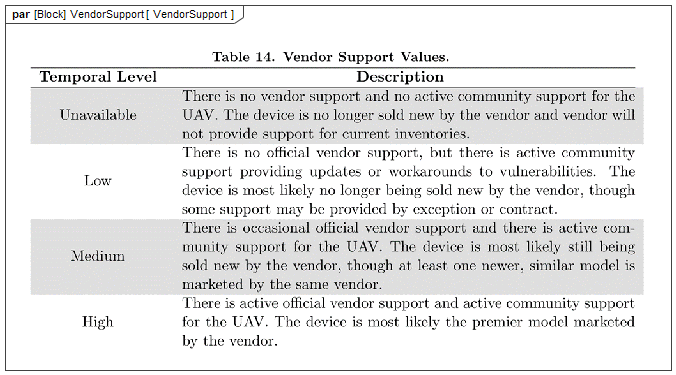 par [Block] VendorSupport [ VendorSupport ]
Table 14. Vendor Support Values.
Temporal Level Description
Unavailable
There is no vendor support and no active community support for the
UAV. The device is no longer sold new by the vendor and vendor will
not provide support for current inventories.
Low
There is no official vendor support, but there is active community
support providing updates or workarounds to vulnerabilities. The
device is most likely no longer being sold new by the vendor, though
some support may be provided by exception or contract.
Medium
There is occasional official vendor support and there is active com-
munity support for the UAV. The device is most likely still being
sold new by the vendor, though at least one newer, similar model is
marketed by the same vendor.
High
There is active official vendor support and active community support
for the UAV. The device is most likely the premier model marketed
by the vendor.